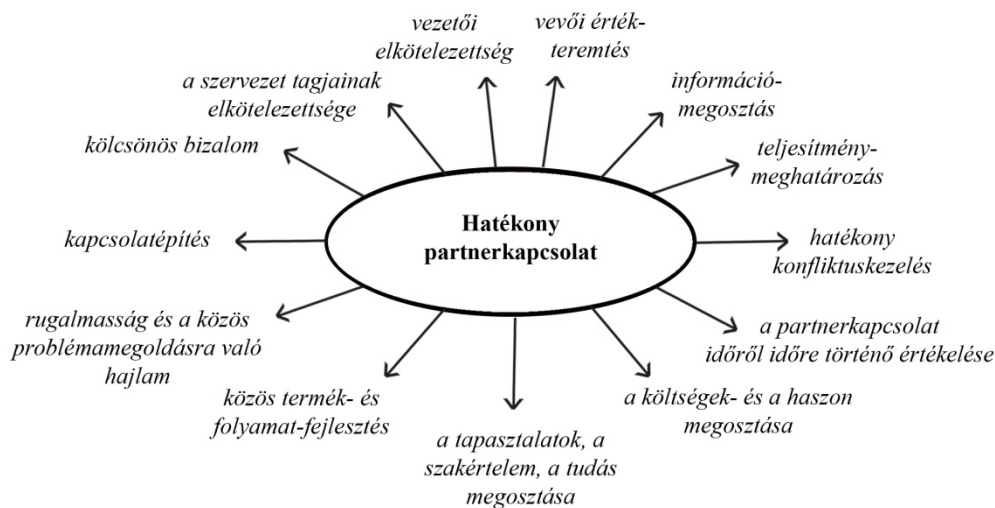 vezetői
elkötelezettség
vevői érték-
teremtés
a szervezet tagjainak
elkötelezettsége
információ-
megosztás
kölcsönös bizalom
teljesítmény-
meghatározás
Hatékony
partnerkapcsolat
kapcsolatépítés
hatékony
konfliktuskezelés
rugalmasság és a közös
problémamegoldásra való
hajlam
a partnerkapcsolat
időről időre történő értékelése
közös termék- és
folyamat-fejlesztés
a költségek- és a haszon
megosztása
a tapasztalatok, a
szakértelem, a tudás
megosztása